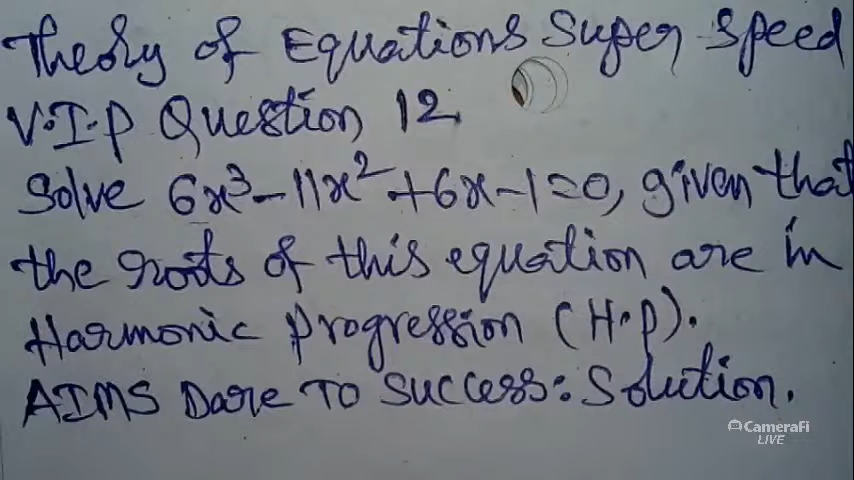 Theory of Equations Super Speed
V.I.P Question 12
Solve 6x³-11x²+6x-1=0, given that
the roots of this equation are in
Harmonic Progression (H.P).
AIMS Dare To Success: Solution.
CameraFi
LIVE